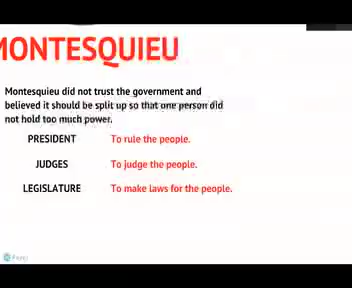 MONTESQUIEU
Montesquieu did not trust the government and
believed it should be split up so that one person did
not hold too much power.
PRESIDENT To rule the people.
JUDGES To judge the people.
LEGISLATURE To make laws for the people.
Prezi